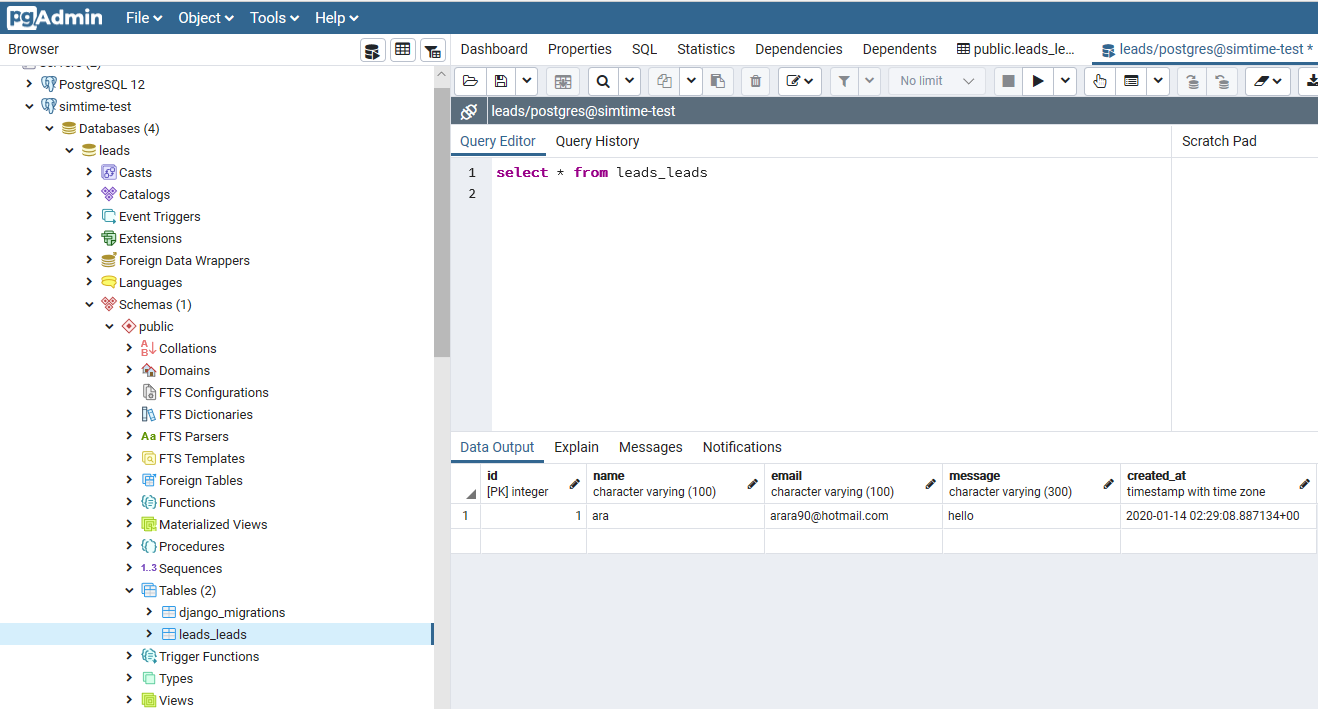 pgAdmin File Object Tools Help
Browser
Dashboard Properties SQL Statistics Dependencies Dependents public.leads_le... leads/postgres@simtime-test *
Servers (2)
PostgreSQL 12
No limit
simtime-test
leads/postgres@simtime-test
Databases (4)
Query Editor Query History Scratch Pad
leads
Casts
1 select * from leads_leads
Catalogs
2
Event Triggers
Extensions
Foreign Data Wrappers
Languages
Schemas (1)
public
Collations
Domains
FTS Configurations
FTS Dictionaries
Aa FTS Parsers
FTS Templates
Foreign Tables
Functions
Materialized Views
Procedures
1..3 Sequences
Tables (2)
django_migrations
leads_leads
Trigger Functions
Types
Views
Data Output Explain Messages Notifications
id name email message created_at
[PK] integer character varying (100) character varying (100) character varying (300) timestamp with time zone
1 1 ara arara90@hotmail.com hello 2020-01-14 02:29:08.887134+00